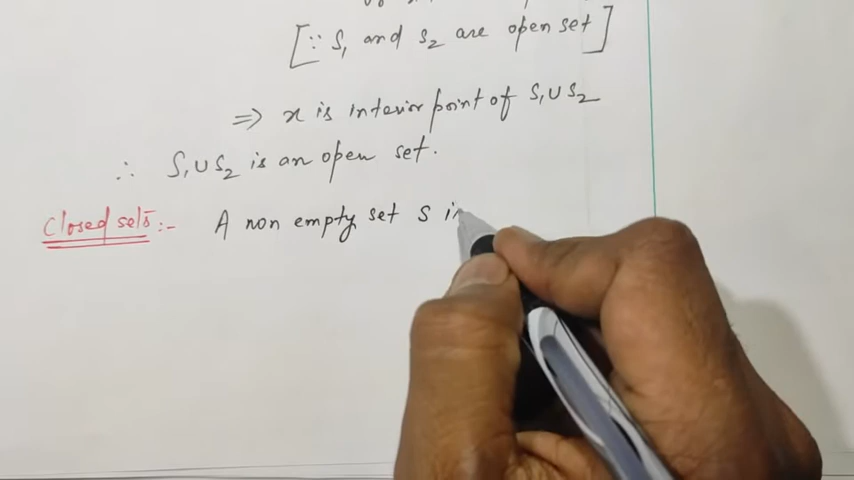 [∵ S₁ and S₂ are open set]
⇒ x is interior point of S₁∪S₂
∴ S₁∪S₂ is an open set.
Closed sets:- A non empty set S i